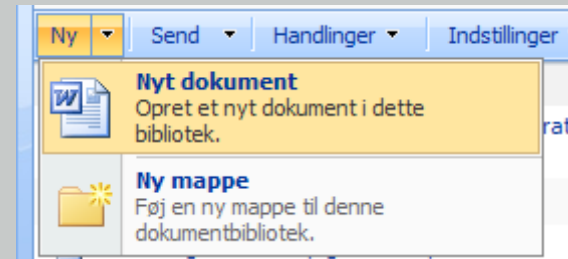 Ny Send Handlinger Indstillinger
Nyt dokument
Opret et nyt dokument i dette
bibliotek.
Ny mappe
Føj en ny mappe til denne
dokumentbibliotek.